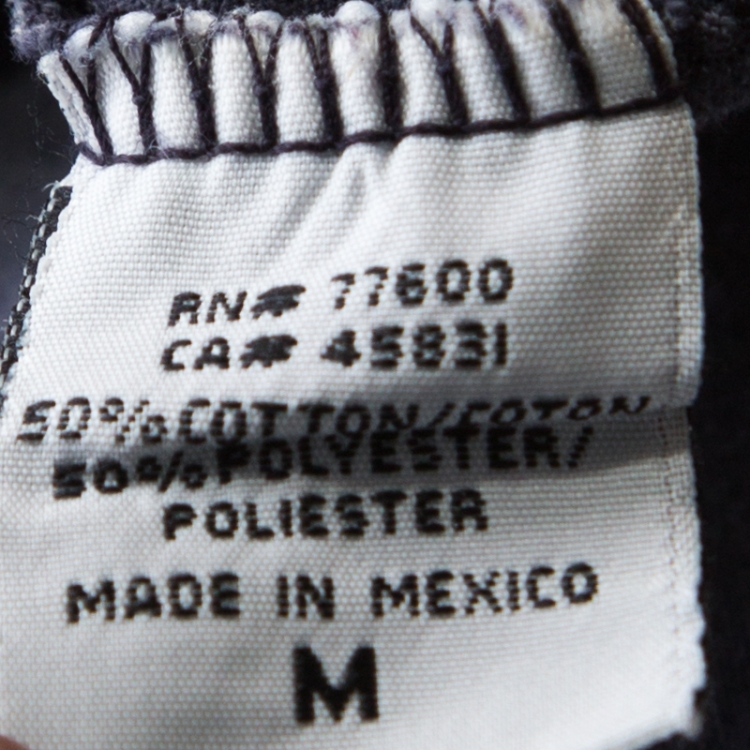 RN# 77600
CA# 45831
50% COTTON/COTON
50% POLYESTER/
POLIESTER
MADE IN MEXICO
M